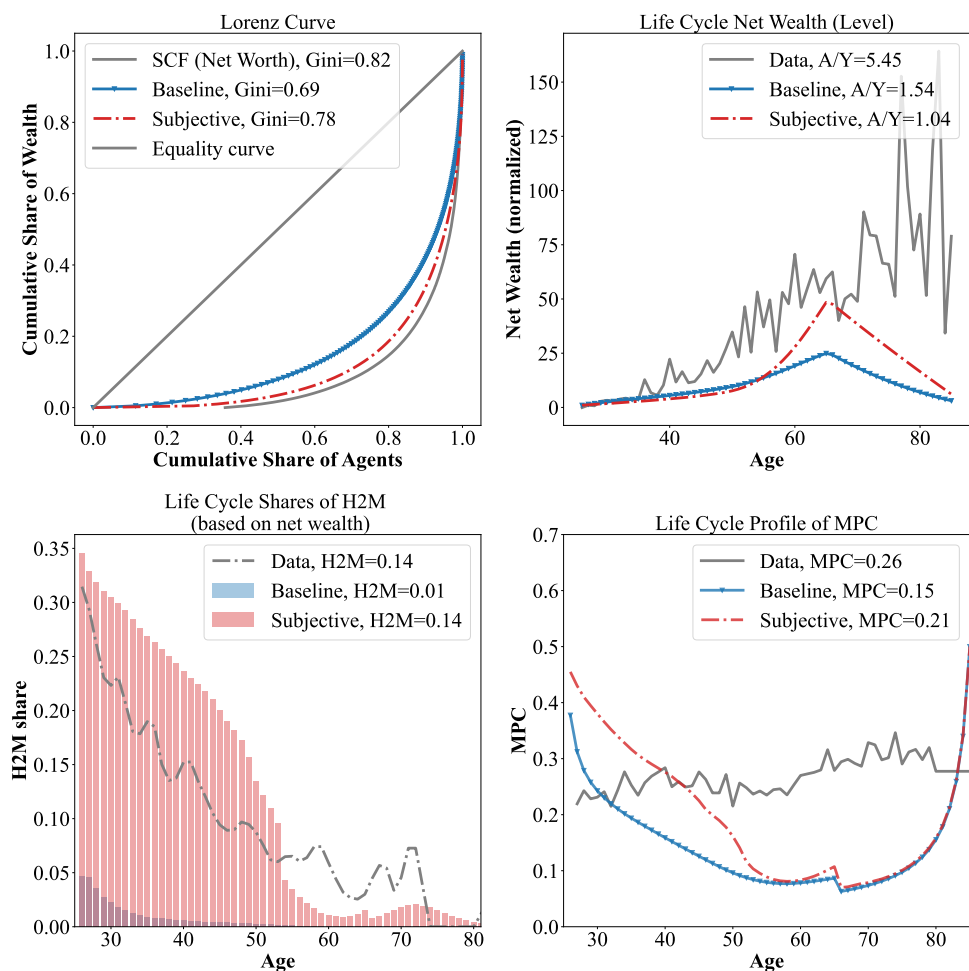 Lorenz Curve
Cumulative Share of Wealth
1.0
0.8
0.6
0.4
0.2
0.0
SCF (Net Worth), Gini=0.82
Baseline, Gini=0.69
Subjective, Gini=0.78
Equality curve
0.0 0.2 0.4 0.6 0.8 1.0
Cumulative Share of Agents
Life Cycle Net Wealth (Level)
Net Wealth (normalized)
150
125
100
75
50
25
0
Data, A/Y=5.45
Baseline, A/Y=1.54
Subjective, A/Y=1.04
40 60 80
Age
Life Cycle Shares of H2M
(based on net wealth)
H2M share
0.35
0.30
0.25
0.20
0.15
0.10
0.05
0.00
Data, H2M=0.14
Baseline, H2M=0.01
Subjective, H2M=0.14
30 40 50 60 70 80
Age
Life Cycle Profile of MPC
MPC
0.7
0.6
0.5
0.4
0.3
0.2
0.1
0.0
Data, MPC=0.26
Baseline, MPC=0.15
Subjective, MPC=0.21
30 40 50 60 70 80
Age